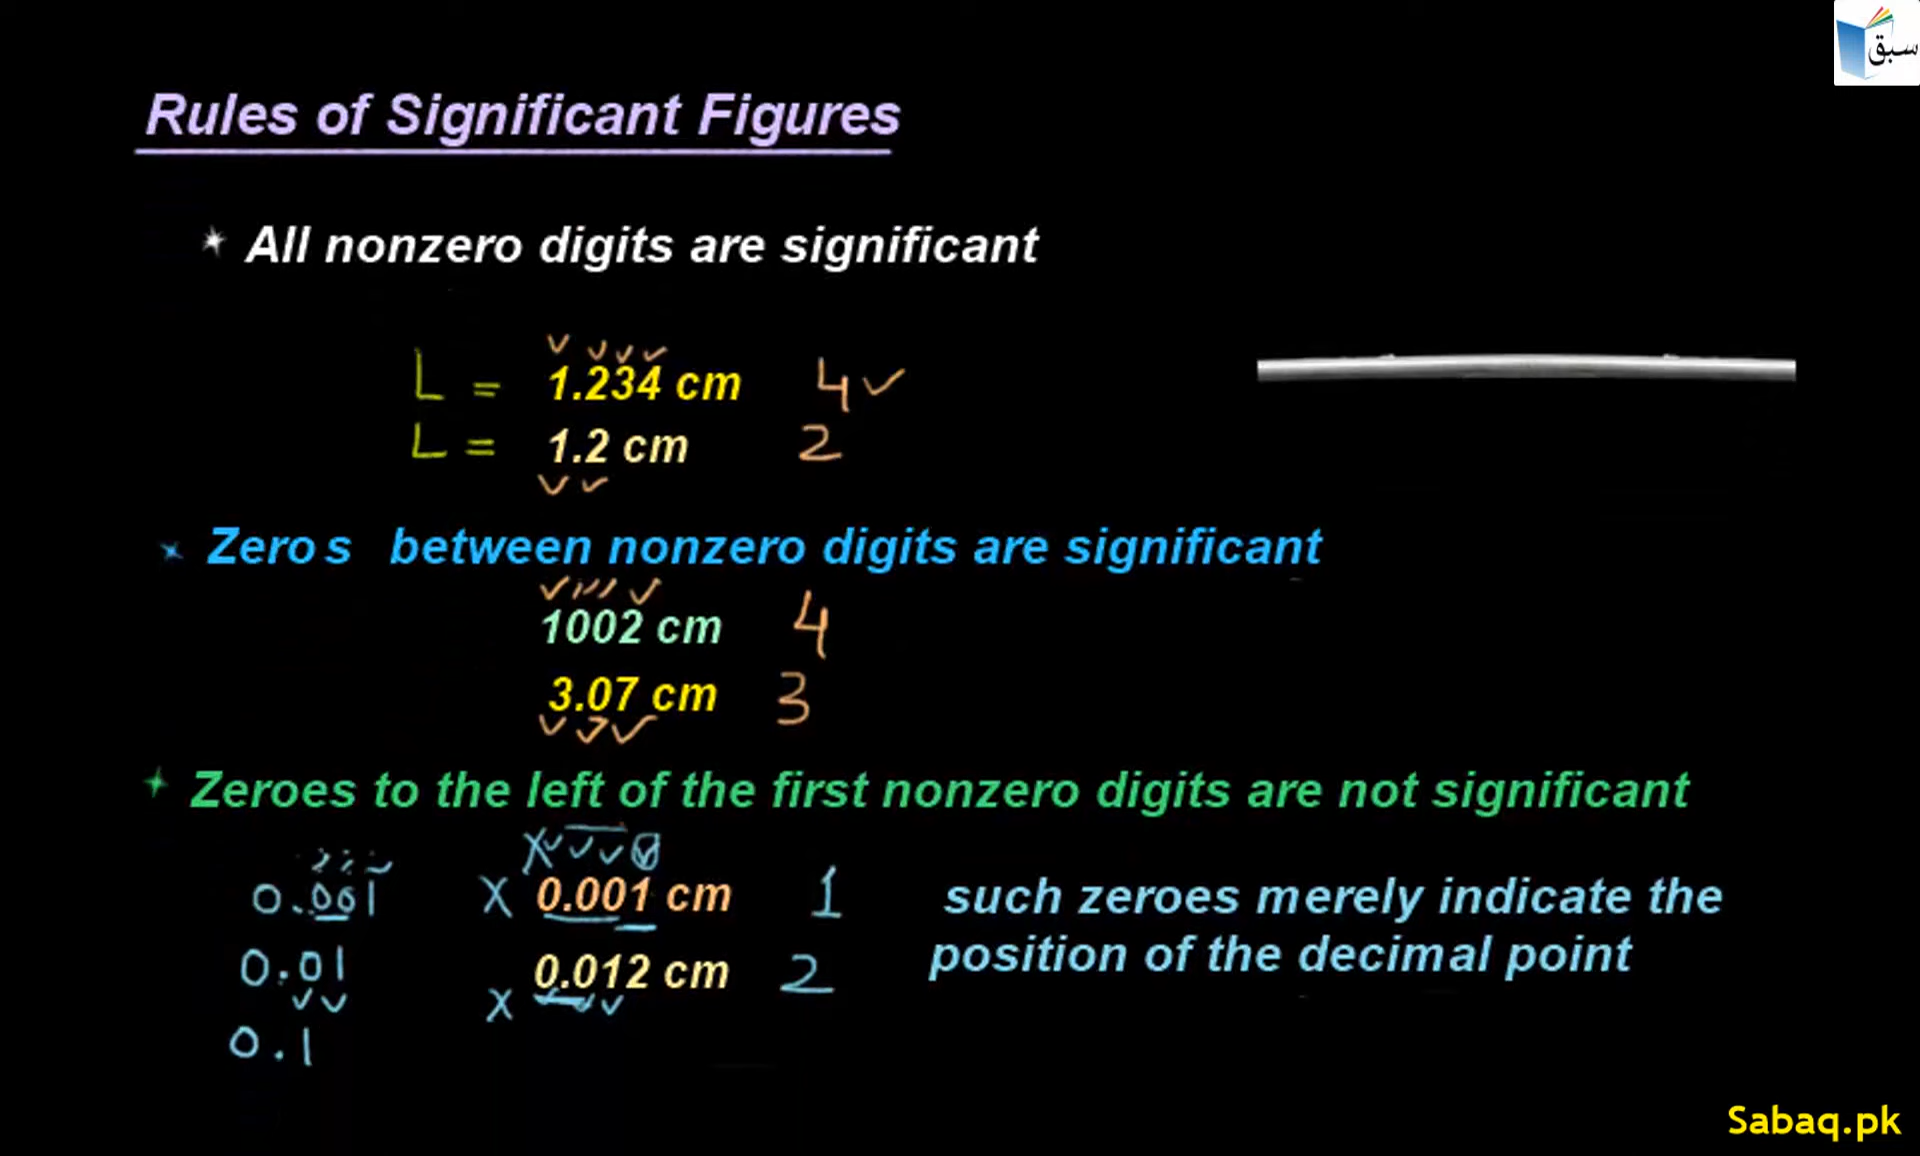 سبق
Rules of Significant Figures
* All nonzero digits are significant
L = 1.234 cm 4
L = 1.2 cm 2
Zeros between nonzero digits are significant
1002 cm 4
3.07 cm 3
Zeroes to the left of the first nonzero digits are not significant
0.001 x 0.001 cm 1 such zeroes merely indicate the
0.01 x 0.012 cm 2 position of the decimal point
0.1
Sabaq.pk